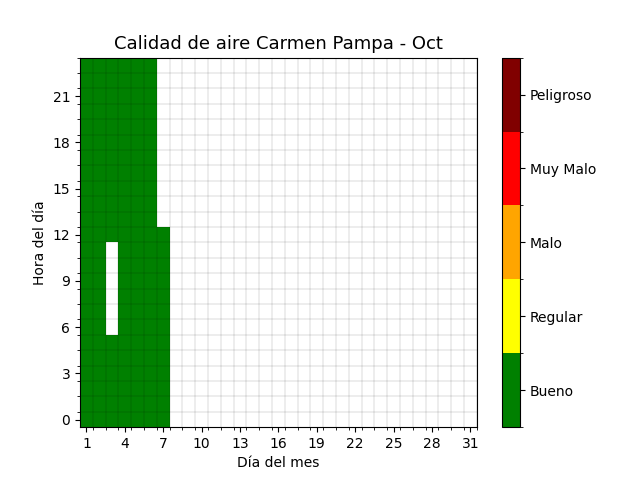 Calidad de aire Carmen Pampa - Oct
Hora del día
21
18
15
12
9
6
3
0
1 4 7 10 13 16 19 22 25 28 31
Día del mes
Peligroso
Muy Malo
Malo
Regular
Bueno